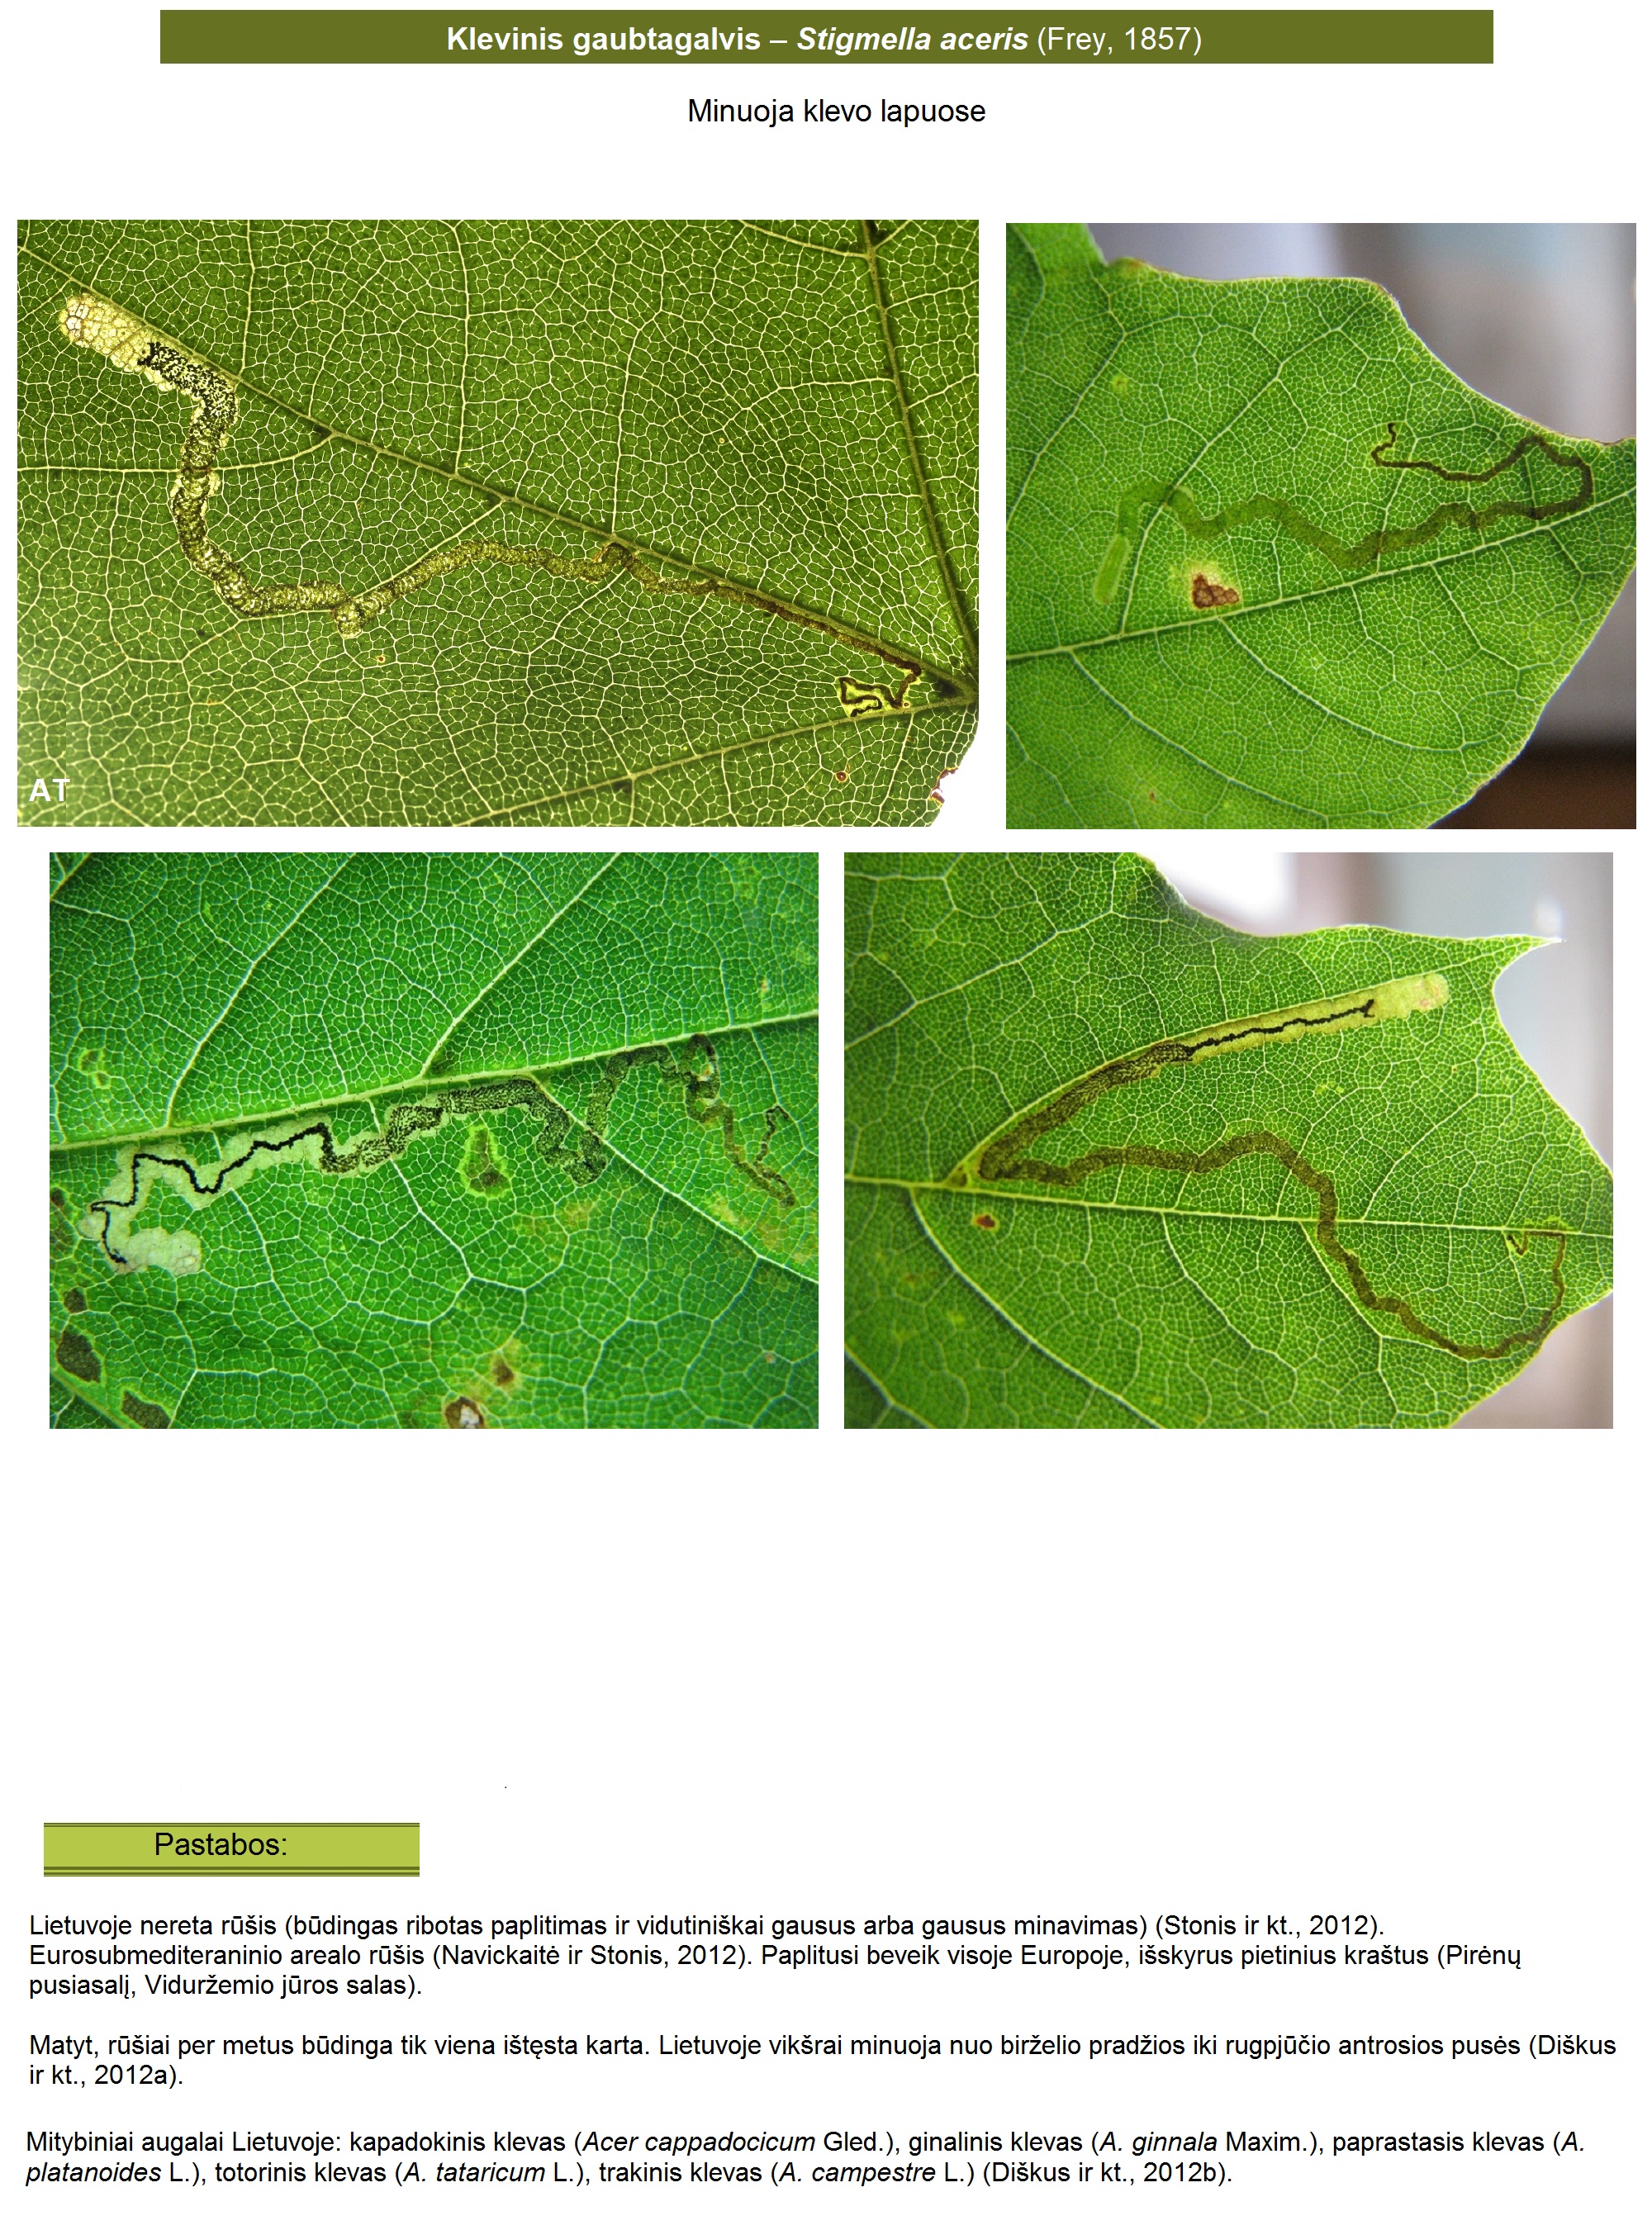 Klevinis gaubtagalvis – Stigmella aceris (Frey, 1857)
Minuoja klevo lapuose
AT
Pastabos:
Lietuvoje nereta rūšis (būdingas ribotas paplitimas ir vidutiniškai gausus arba gausus minavimas) (Stonis ir kt., 2012).
Eurosubmediteraninio arealo rūšis (Navickaitė ir Stonis, 2012). Paplitusi beveik visoje Europoje, išskyrus pietinius kraštus (Pirėnų
pusiasalį, Viduržemio jūros salas).
Matyt, rūšiai per metus būdinga tik viena ištęsta karta. Lietuvoje vikšrai minuoja nuo birželio pradžios iki rugpjūčio antrosios pusės (Diškus
ir kt., 2012a).
Mitybiniai augalai Lietuvoje: kapadokinis klevas (Acer cappadocicum Gled.), ginalinis klevas (A. ginnala Maxim.), paprastasis klevas (A.
platanoides L.), totorinis klevas (A. tataricum L.), trakinis klevas (A. campestre L.) (Diškus ir kt., 2012b).